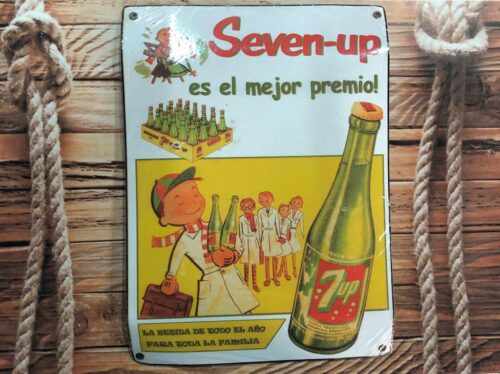 Seven-up
es el mejor premio!
7up
LA BEBIDA DE TODO EL AÑO
PARA TODA LA FAMILIA